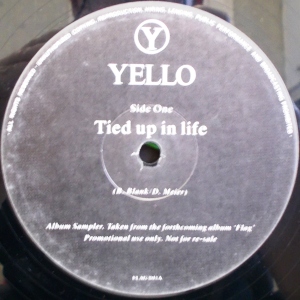 Y
YELLO
Side One
Tied up in life
(B. Blank/D. Meier)
Album Sampler. Taken from the forthcoming album 'Flag'
Promotional use only. Not for re-sale